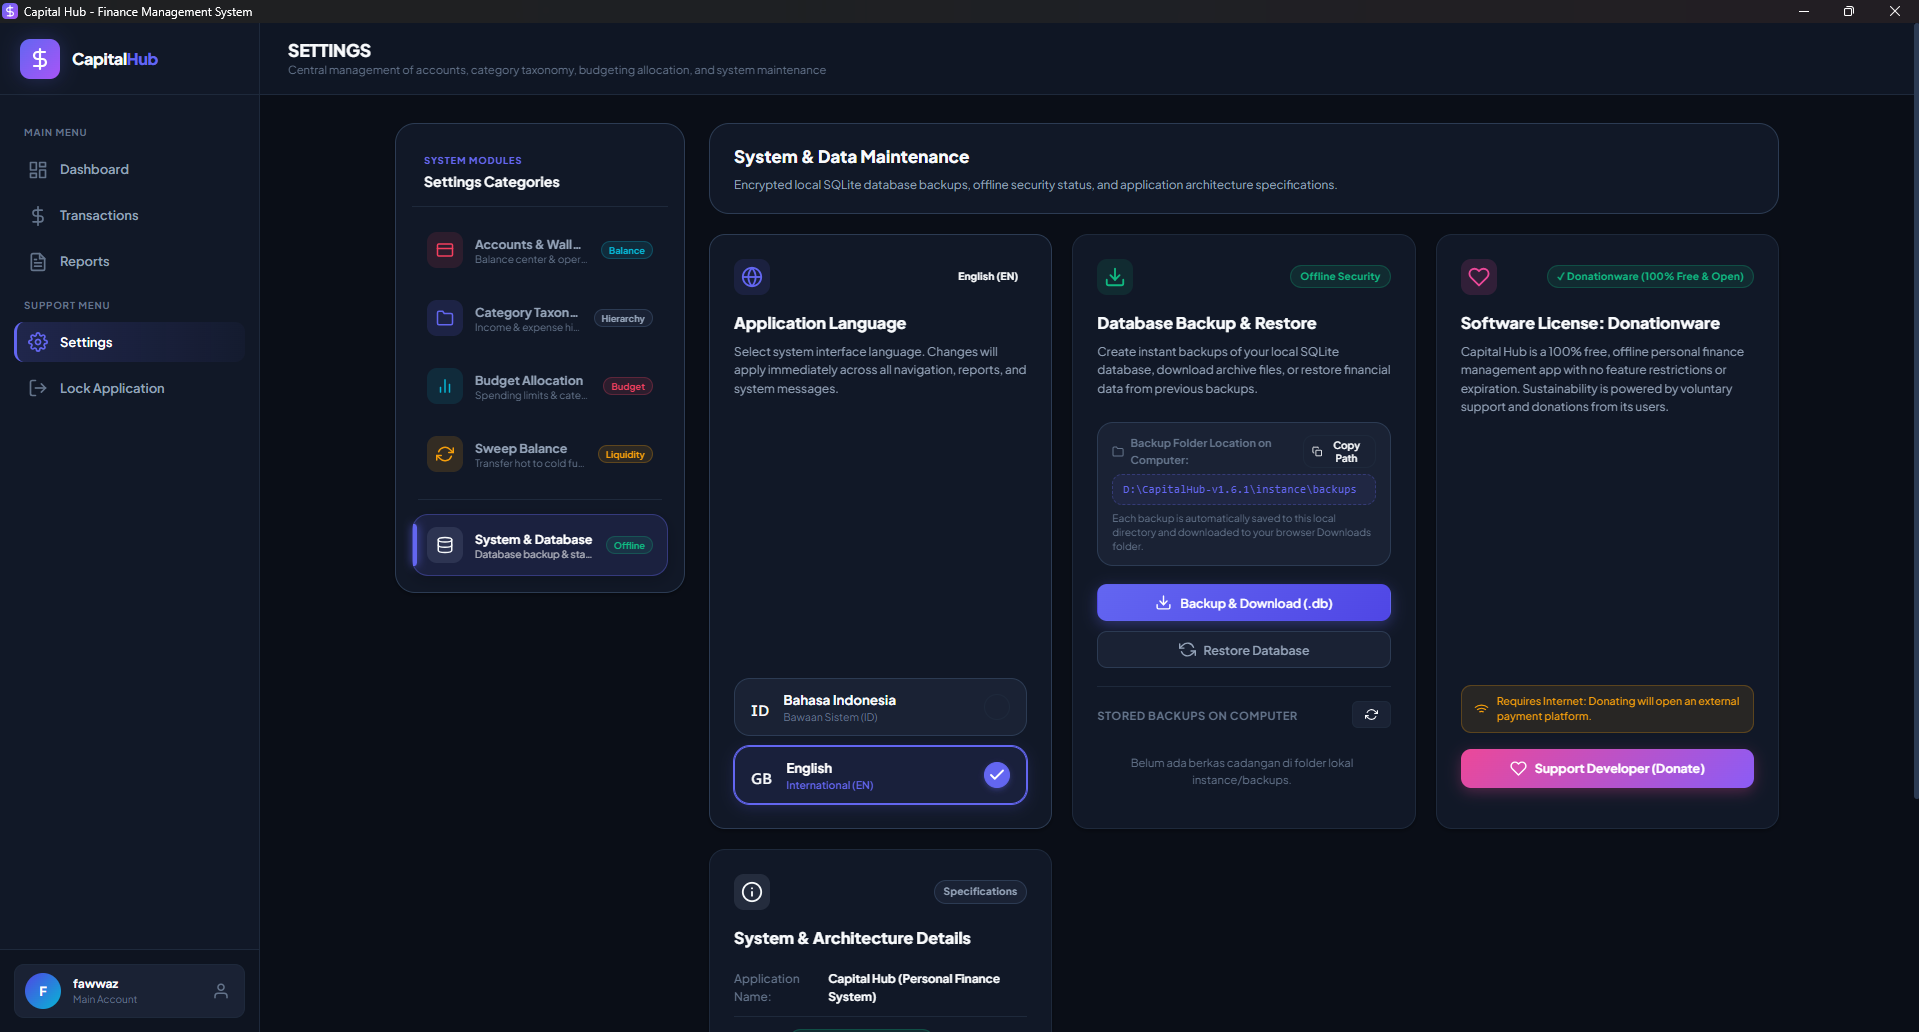 Capital Hub - Finance Management System
CapitalHub
MAIN MENU
Dashboard
Transactions
Reports
SUPPORT MENU
Settings
Lock Application
F
fawwaz
Main Account
SETTINGS
Central management of accounts, category taxonomy, budgeting allocation, and system maintenance
SYSTEM MODULES
Settings Categories
Accounts & Wall...
Balance center & oper...
Balance
Category Taxon...
Income & expense hi...
Hierarchy
Budget Allocation
Spending limits & cate...
Budget
Sweep Balance
Transfer hot to cold fu...
Liquidity
System & Database
Database backup & sta...
Offline
System & Data Maintenance
Encrypted local SQLite database backups, offline security status, and application architecture specifications.
English (EN)
Application Language
Select system interface language. Changes will
apply immediately across all navigation, reports, and
system messages.
ID
Bahasa Indonesia
Bawaan Sistem (ID)
GB
English
International (EN)
Offline Security
Database Backup & Restore
Create instant backups of your local SQLite
database, download archive files, or restore financial
data from previous backups.
Backup Folder Location on
Computer:
Copy
Path
D:\CapitalHub-v1.6.1\instance\backups
Each backup is automatically saved to this local
directory and downloaded to your browser Downloads
folder.
Backup & Download (.db)
Restore Database
STORED BACKUPS ON COMPUTER
Belum ada berkas cadangan di folder lokal
instance/backups.
✓ Donationware (100% Free & Open)
Software License: Donationware
Capital Hub is a 100% free, offline personal finance
management app with no feature restrictions or
expiration. Sustainability is powered by voluntary
support and donations from its users.
Requires Internet: Donating will open an external
payment platform.
Support Developer (Donate)
Specifications
System & Architecture Details
Application
Name:
Capital Hub (Personal Finance
System)